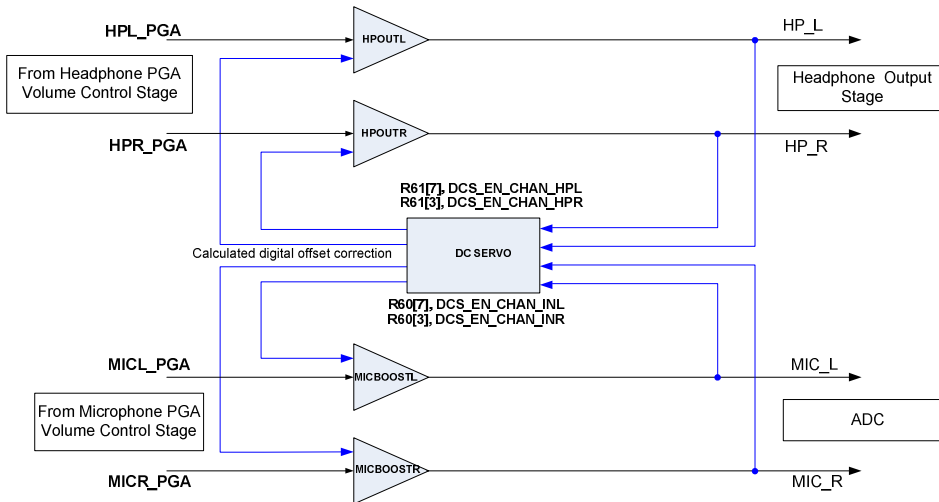 HPL_PGA
HPOUTL
HP_L
From Headphone PGA
Volume Control Stage
Headphone Output
Stage
HPR_PGA
HPOUTR
HP_R
R61[7], DCS_EN_CHAN_HPL
R61[3], DCS_EN_CHAN_HPR
Calculated digital offset correction
DC SERVO
R60[7], DCS_EN_CHAN_INL
R60[3], DCS_EN_CHAN_INR
MICL_PGA
MICBOOSTL
MIC_L
From Microphone PGA
Volume Control Stage
ADC
MICR_PGA
MICBOOSTR
MIC_R